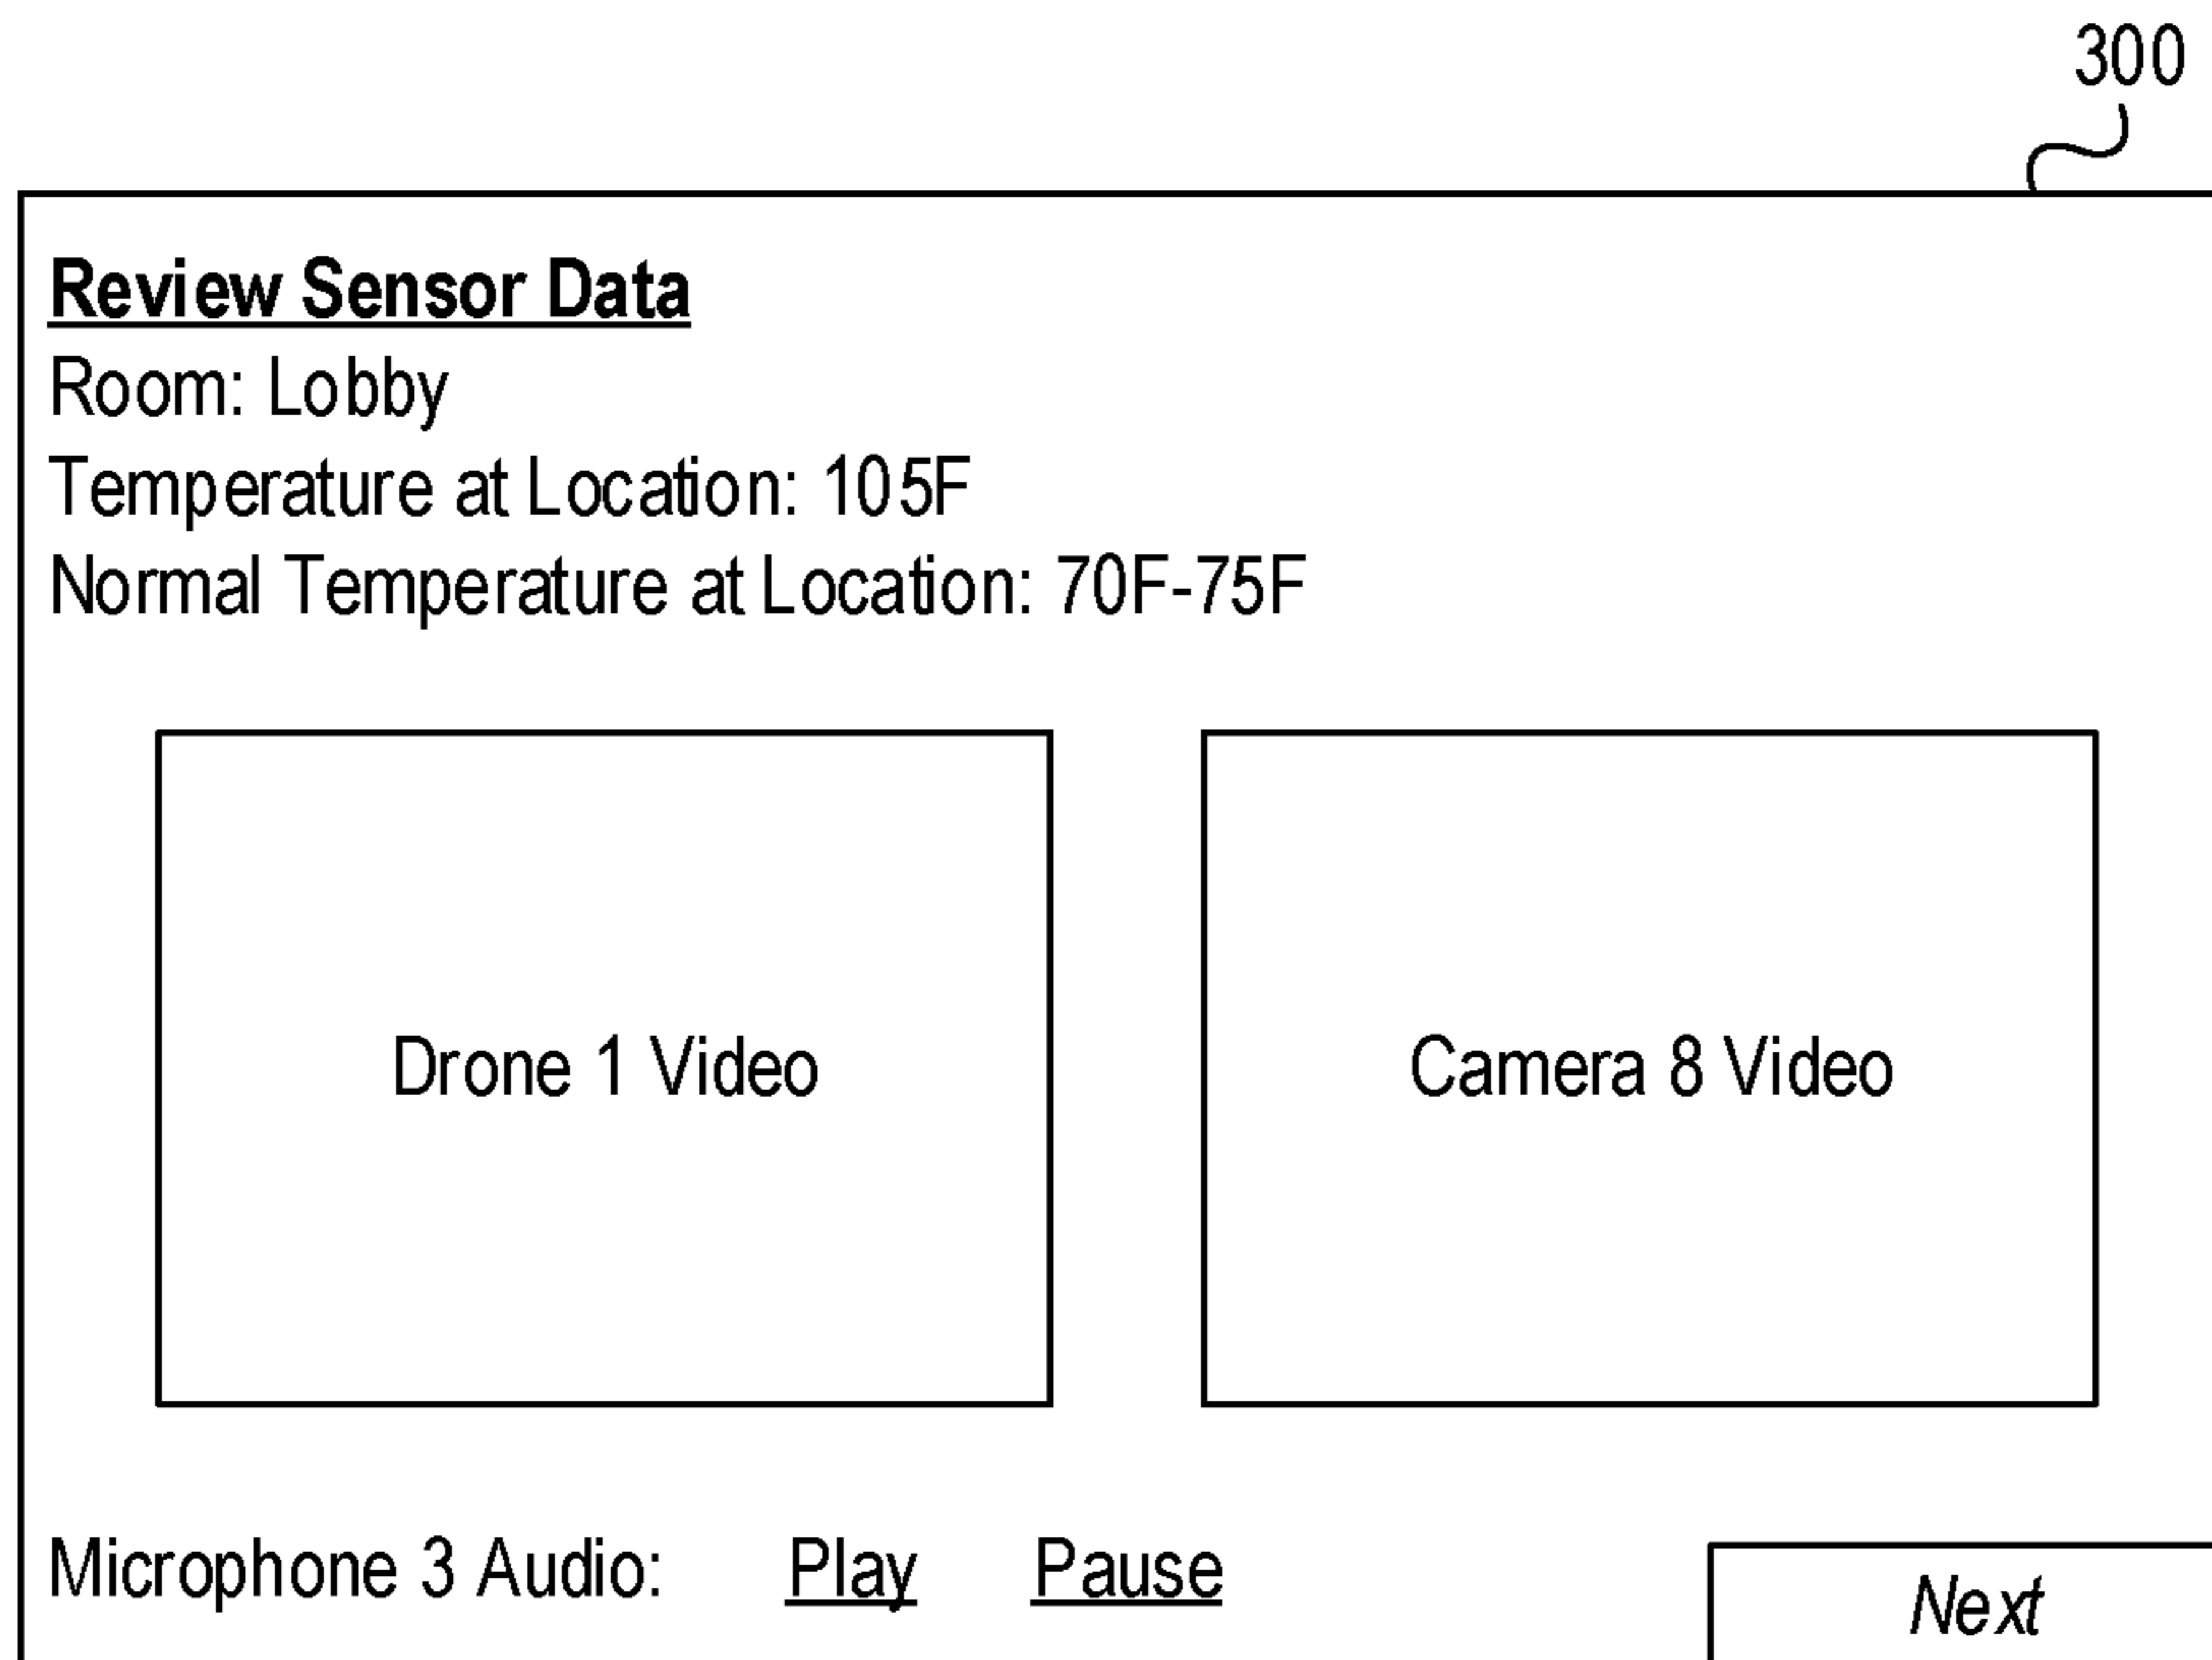 300
Review Sensor Data
Room: Lobby
Temperature at Location: 105F
Normal Temperature at Location: 70F-75F
Drone 1 Video
Camera 8 Video
Microphone 3 Audio: Play Pause
Next